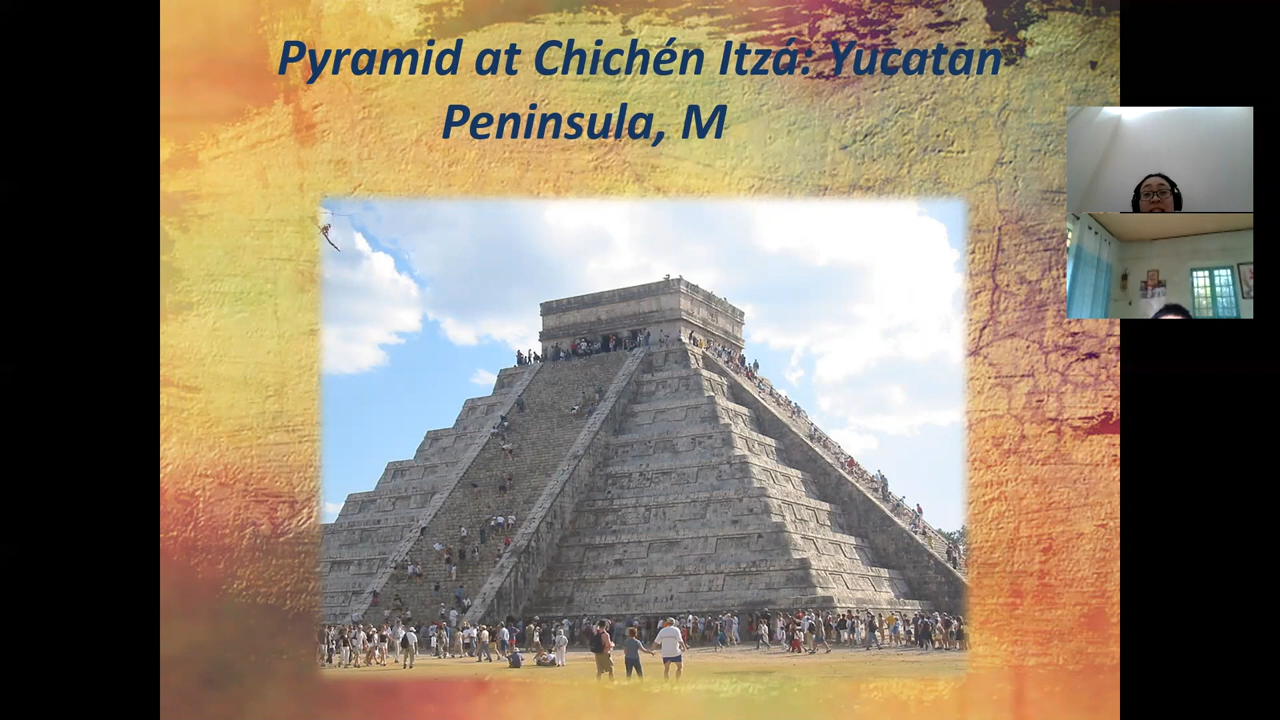 Pyramid at Chichén Itzá: Yucatan
Peninsula, M